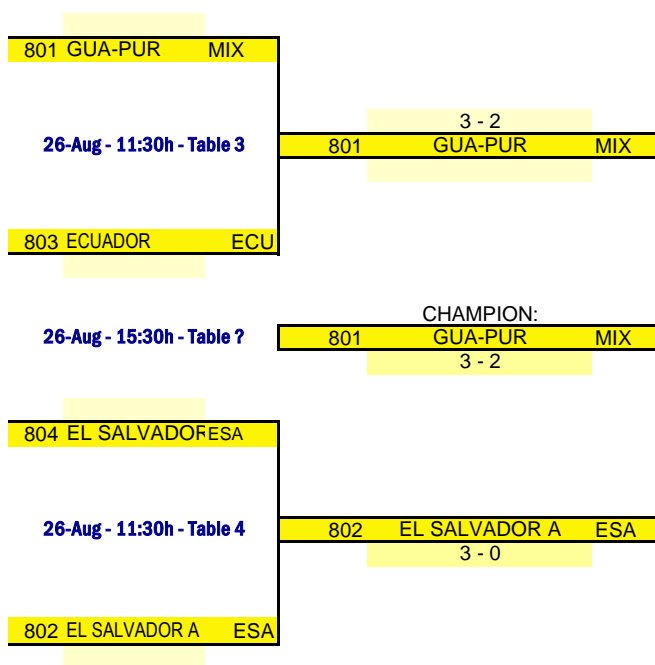 801 GUA-PUR MIX
3 - 2
26-Aug - 11:30h - Table 3
801 GUA-PUR MIX
803 ECUADOR ECU
CHAMPION:
26-Aug - 15:30h - Table ?
801 GUA-PUR MIX
3 - 2
804 EL SALVADOR ESA
26-Aug - 11:30h - Table 4
802 EL SALVADOR A ESA
3 - 0
802 EL SALVADOR A ESA